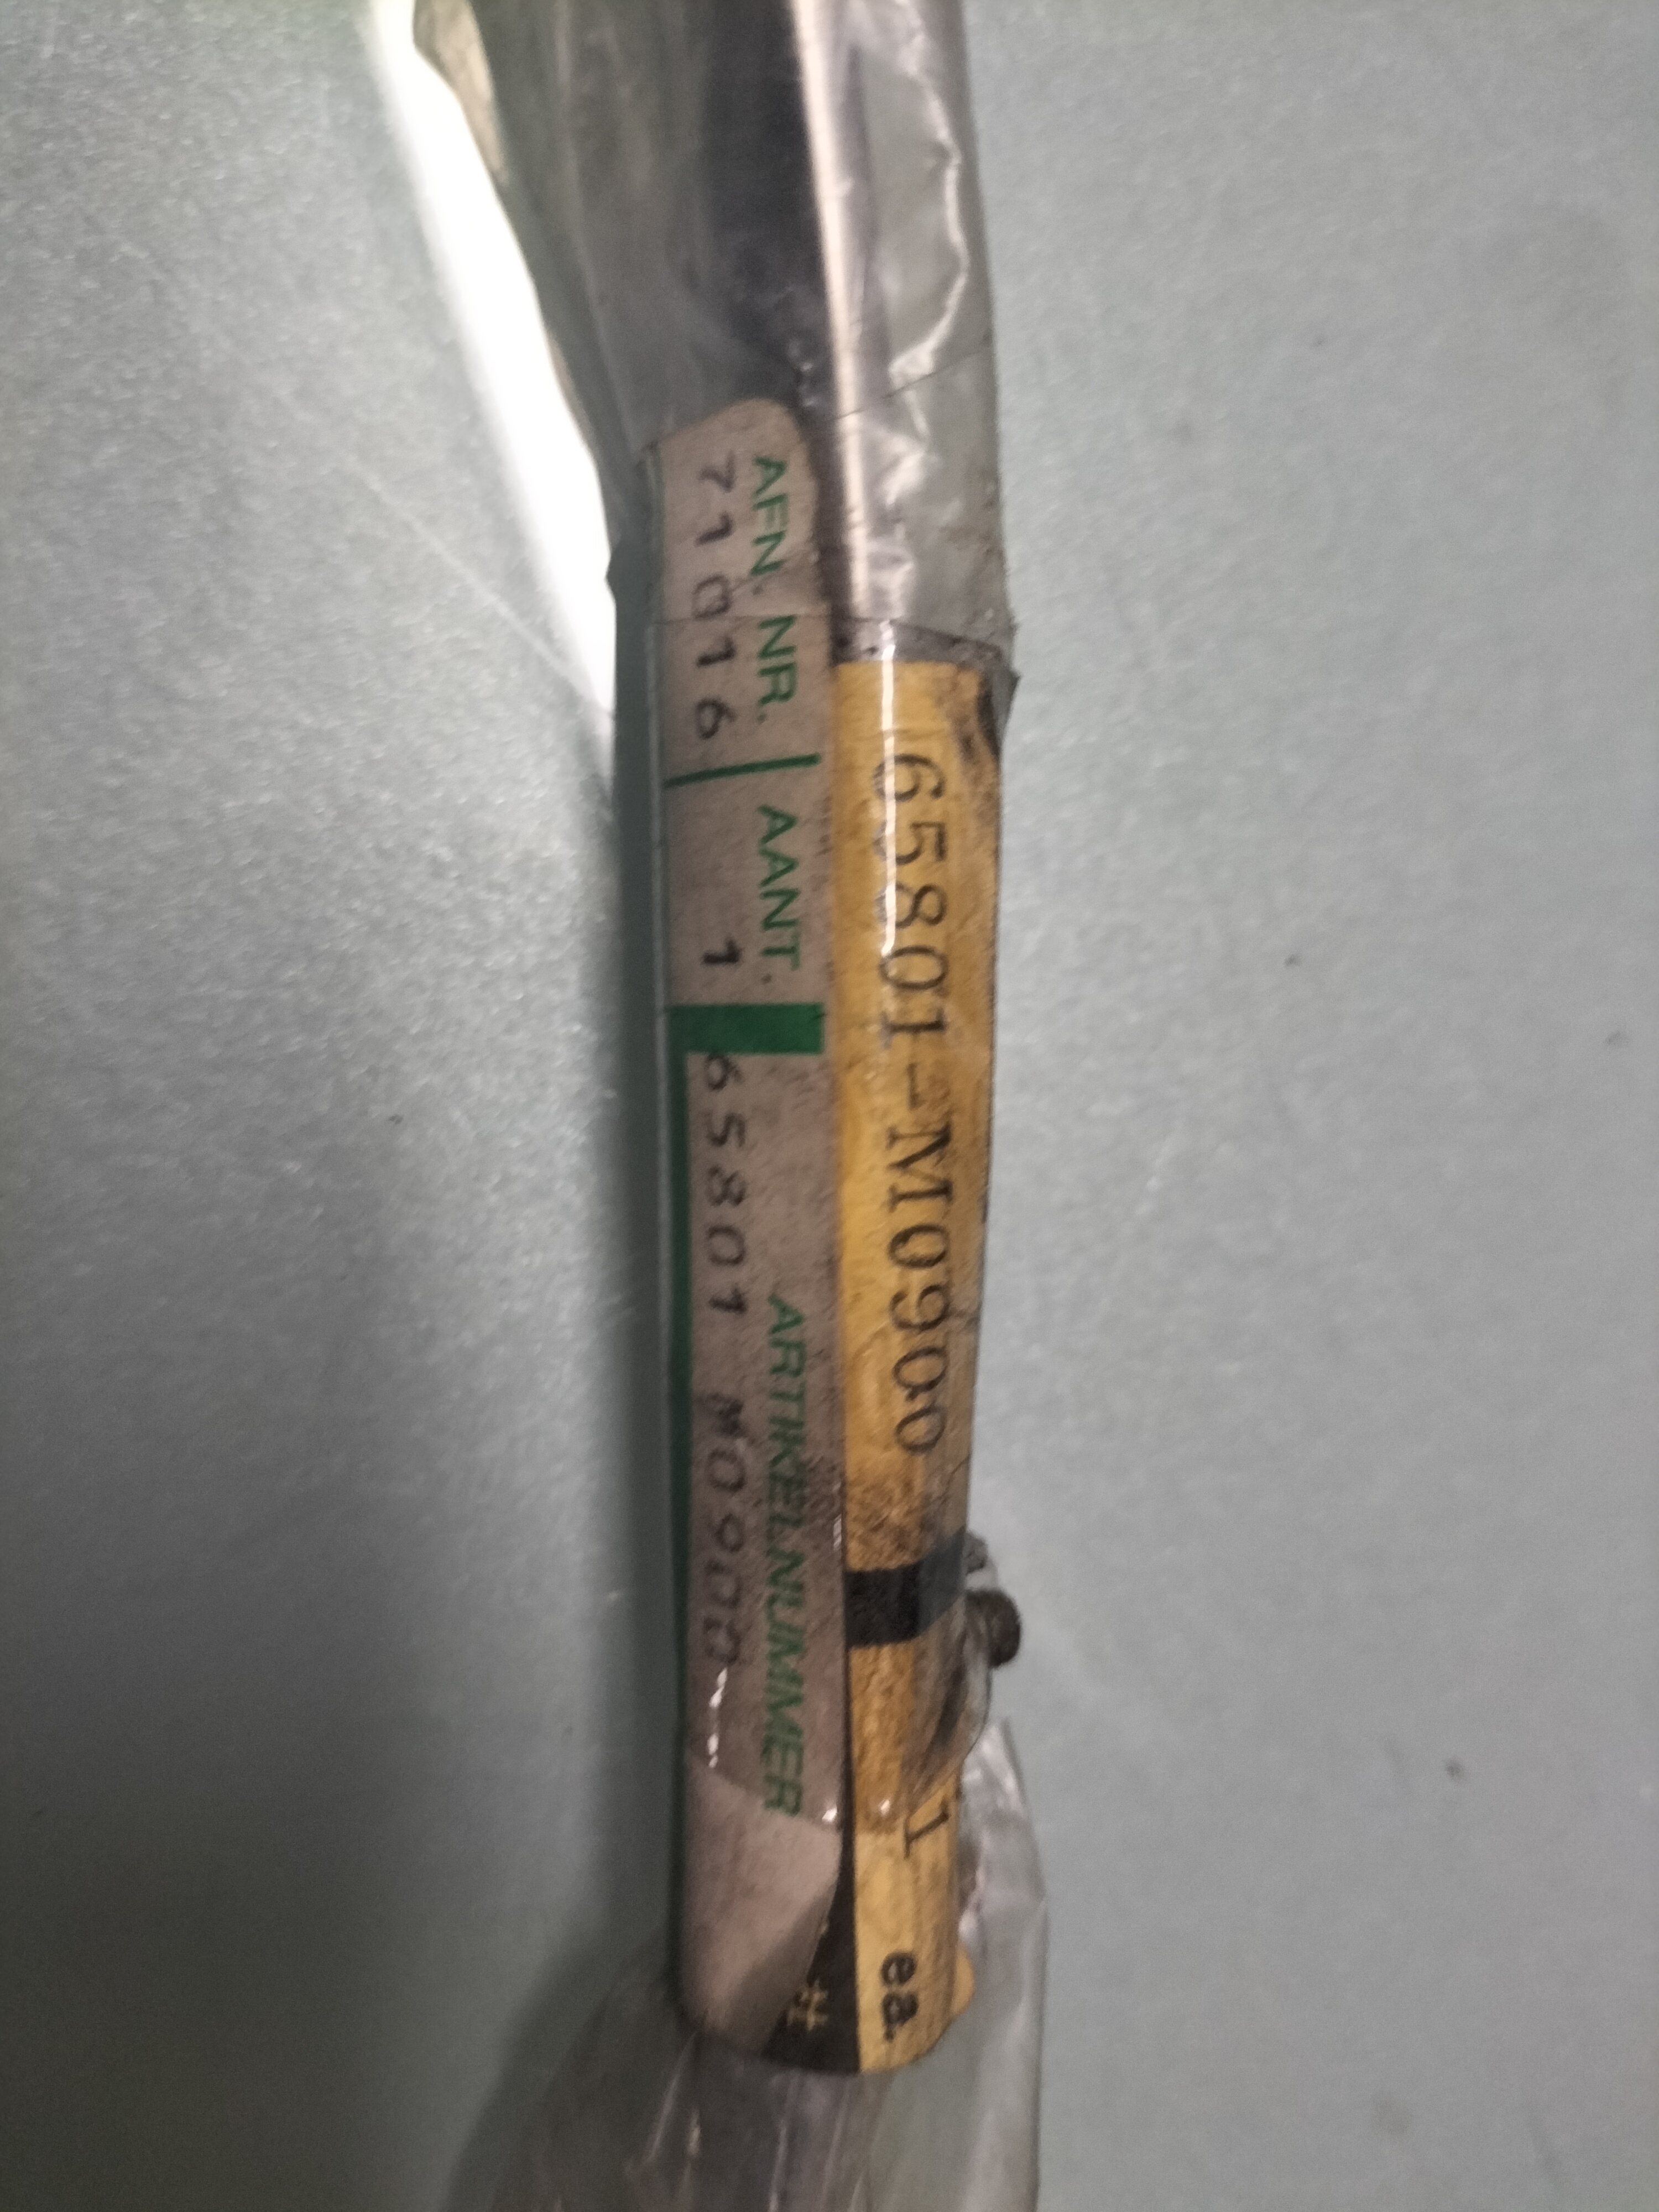 65801-M0900
1 ea
#
AFN. NR. AANT. ARTIKELNUMMER
71016 1 65801 M0900